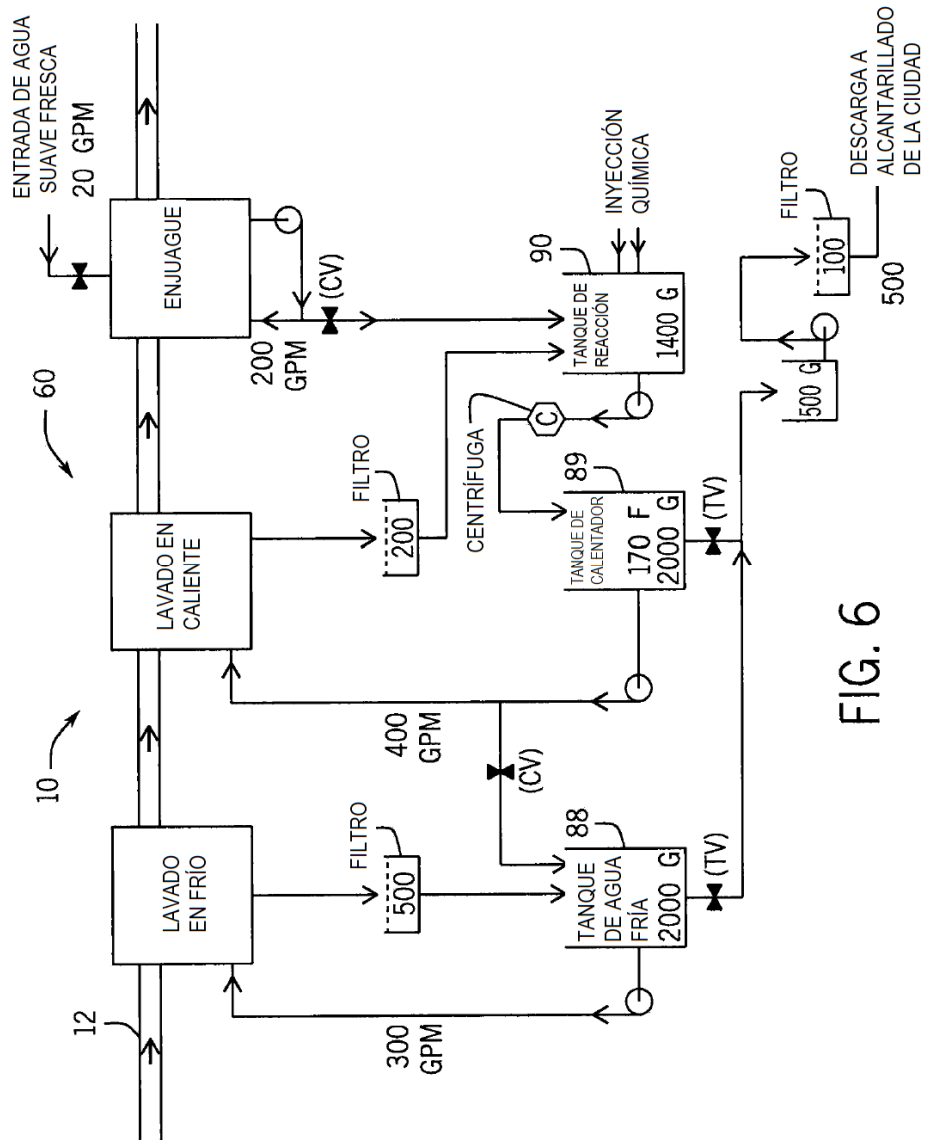 ENTRADA DE AGUA
SUAVE FRESCA
20 GPM
60
10
12
LAVADO
EN FRÍO
LAVADO EN
CALIENTE
ENJUAGUE
300
GPM
400
GPM
200
GPM
(CV)
FILTRO
500
FILTRO
200
(CV)
CENTRÍFUGA
C
INYECCIÓN
QUÍMICA
88
TANQUE
DE AGUA
FRÍA
2000 G
(TV)
89
TANQUE DE
CALENTADOR
170 F
2000 G
(TV)
90
TANQUE DE
REACCIÓN
1400 G
500 G
FILTRO
100
500
DESCARGA A
ALCANTARILLADO
DE LA CIUDAD
FIG. 6